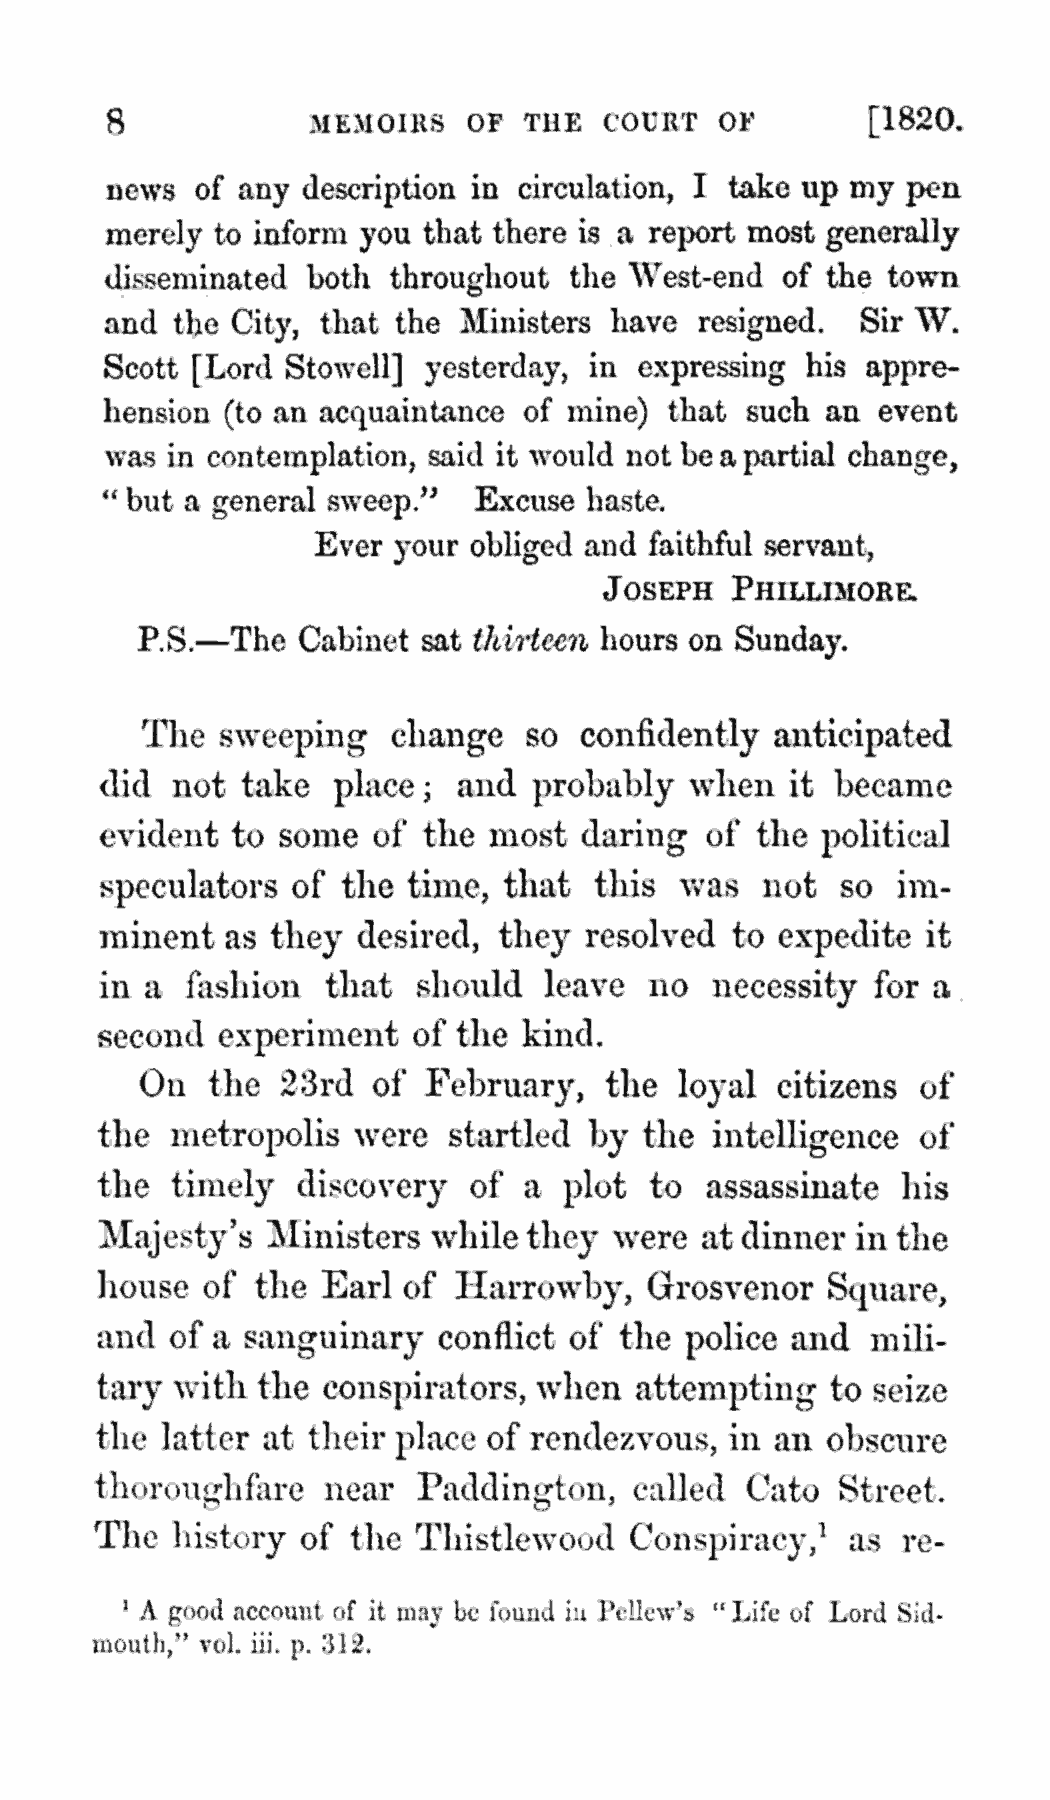 8 MEMOIRS OF THE COURT OF [1820.
news of any description in circulation, I take up my pen
merely to inform you that there is a report most generally
disseminated both throughout the West-end of the town
and the City, that the Ministers have resigned. Sir W.
Scott [Lord Stowell] yesterday, in expressing his appre-
hension (to an acquaintance of mine) that such an event
was in contemplation, said it would not be a partial change,
"but a general sweep." Excuse haste.
Ever your obliged and faithful servant,
JOSEPH PHILLIMORE.
P.S.—The Cabinet sat thirteen hours on Sunday.
The sweeping change so confidently anticipated
did not take place; and probably when it became
evident to some of the most daring of the political
speculators of the time, that this was not so im-
minent as they desired, they resolved to expedite it
in a fashion that should leave no necessity for a
second experiment of the kind.
On the 23rd of February, the loyal citizens of
the metropolis were startled by the intelligence of
the timely discovery of a plot to assassinate his
Majesty's Ministers while they were at dinner in the
house of the Earl of Harrowby, Grosvenor Square,
and of a sanguinary conflict of the police and mili-
tary with the conspirators, when attempting to seize
the latter at their place of rendezvous, in an obscure
thoroughfare near Paddington, called Cato Street.
The history of the Thistlewood Conspiracy,¹ as re-
¹ A good account of it may be found in Pellew's "Life of Lord Sid-
mouth," vol. iii. p. 312.